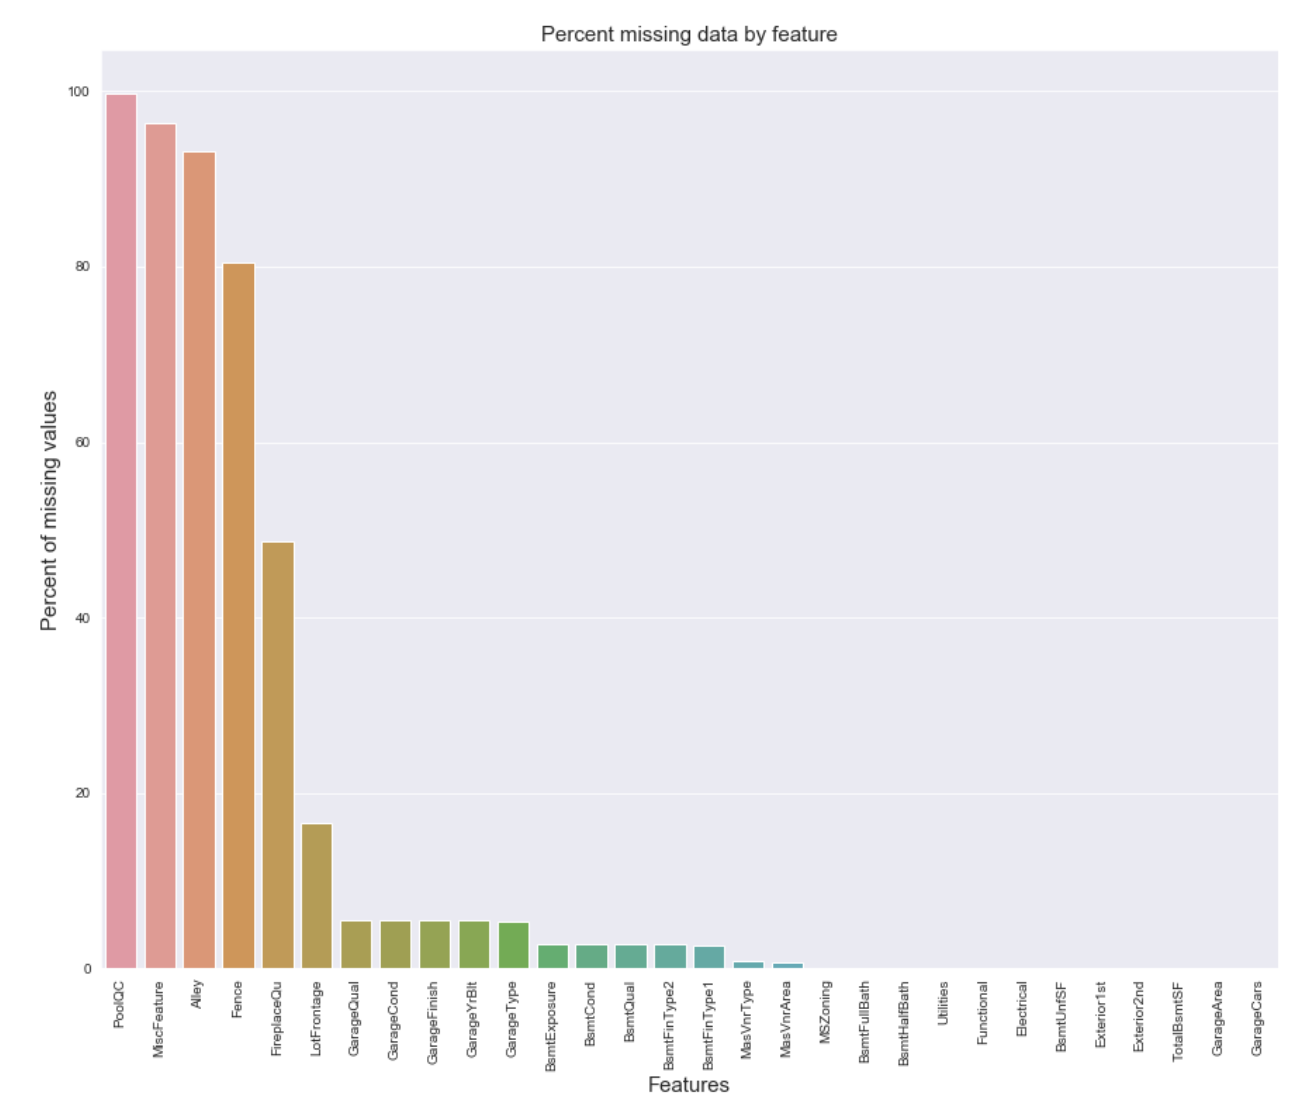 Percent missing data by feature
Percent of missing values
100
80
60
40
20
0
PoolQC
MiscFeature
Alley
Fence
FireplaceQu
LotFrontage
GarageQual
GarageCond
GarageFinish
GarageYrBlt
GarageType
BsmtExposure
BsmtCond
BsmtQual
BsmtFinType2
BsmtFinType1
MasVnrType
MasVnrArea
MSZoning
BsmtFullBath
BsmtHalfBath
Utilities
Functional
Electrical
BsmtUnfSF
Exterior1st
Exterior2nd
TotalBsmtSF
GarageArea
GarageCars
Features